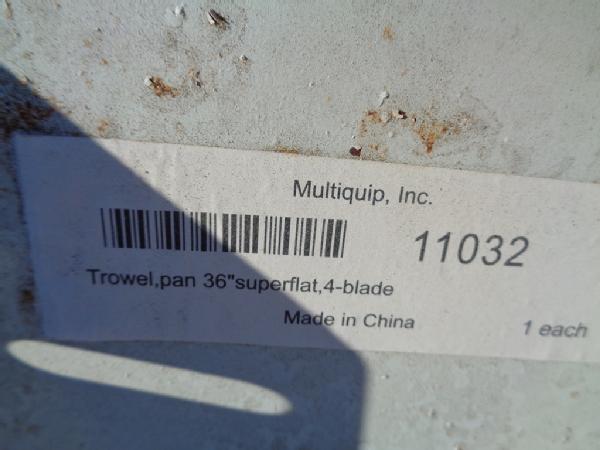 Multiquip, Inc.
11032
Trowel,pan 36"superflat,4-blade
Made in China
1 each